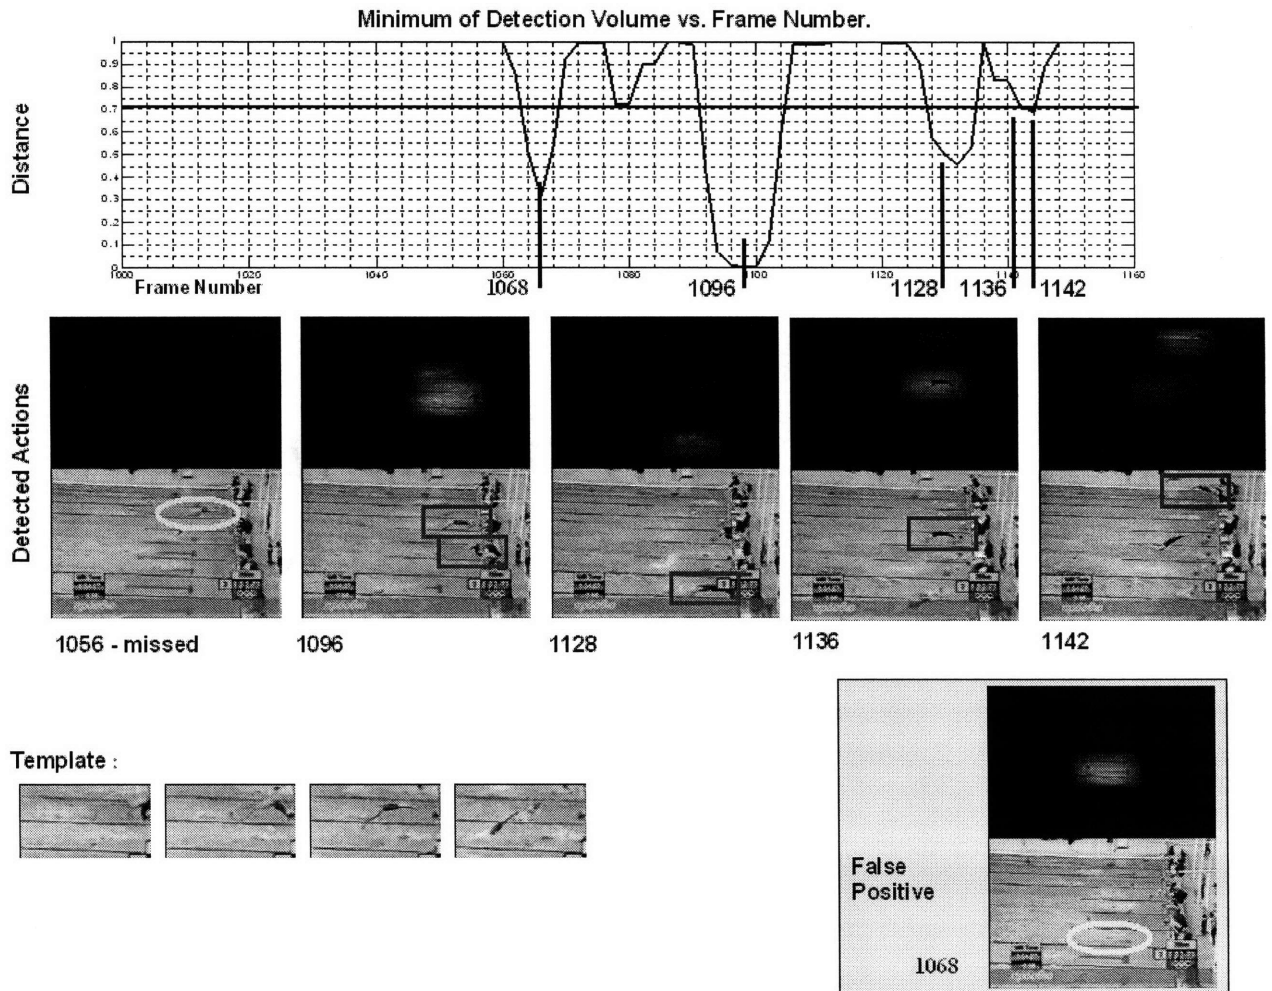 Minimum of Detection Volume vs. Frame Number.
Distance
1
0.9
0.8
0.7
0.6
0.5
0.4
0.3
0.2
0.1
0
1000 1020 1040 1060 1080 1100 1120 1140 1160
Frame Number 1068 1096 1128 1136 1142
Detected Actions
1056 - missed 1096 1128 1136 1142
Template :
False
Positive
1068